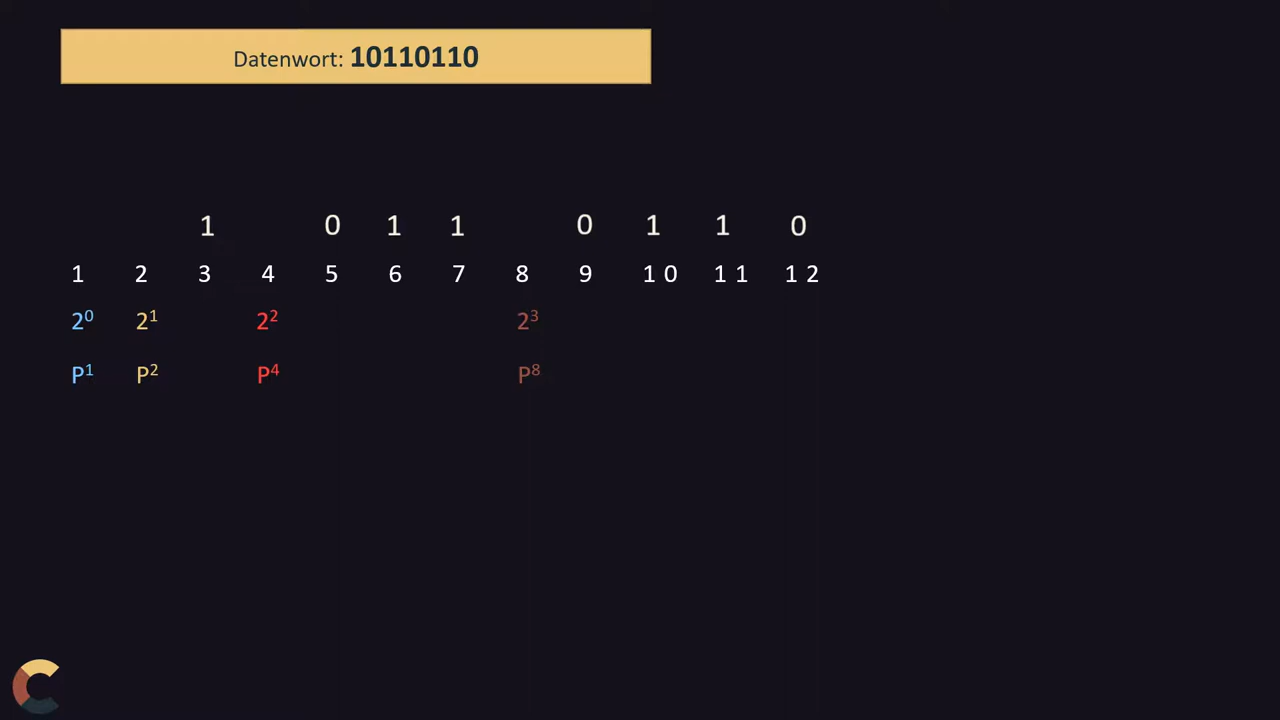 Datenwort: 10110110
1 0 1 1 0 1 1 0
1 2 3 4 5 6 7 8 9 10 11 12
2⁰ 2¹ 2² 2³
P¹ P² P⁴ P⁸